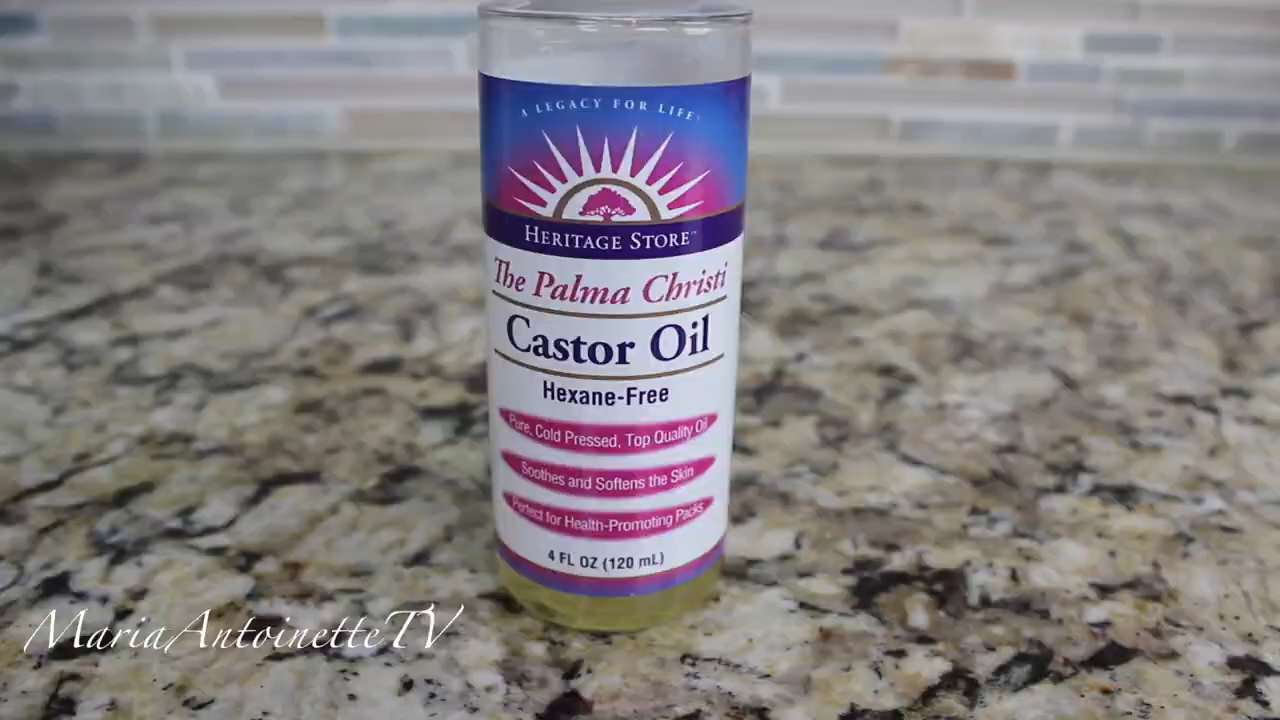 A LEGACY FOR LIFE
HERITAGE STORE™
The Palma Christi
Castor Oil
Hexane-Free
Pure, Cold Pressed, Top Quality Oil
Soothes and Softens the Skin
Perfect for Health-Promoting Packs
4 FL OZ (120 mL)
MariaAntoinetteTV